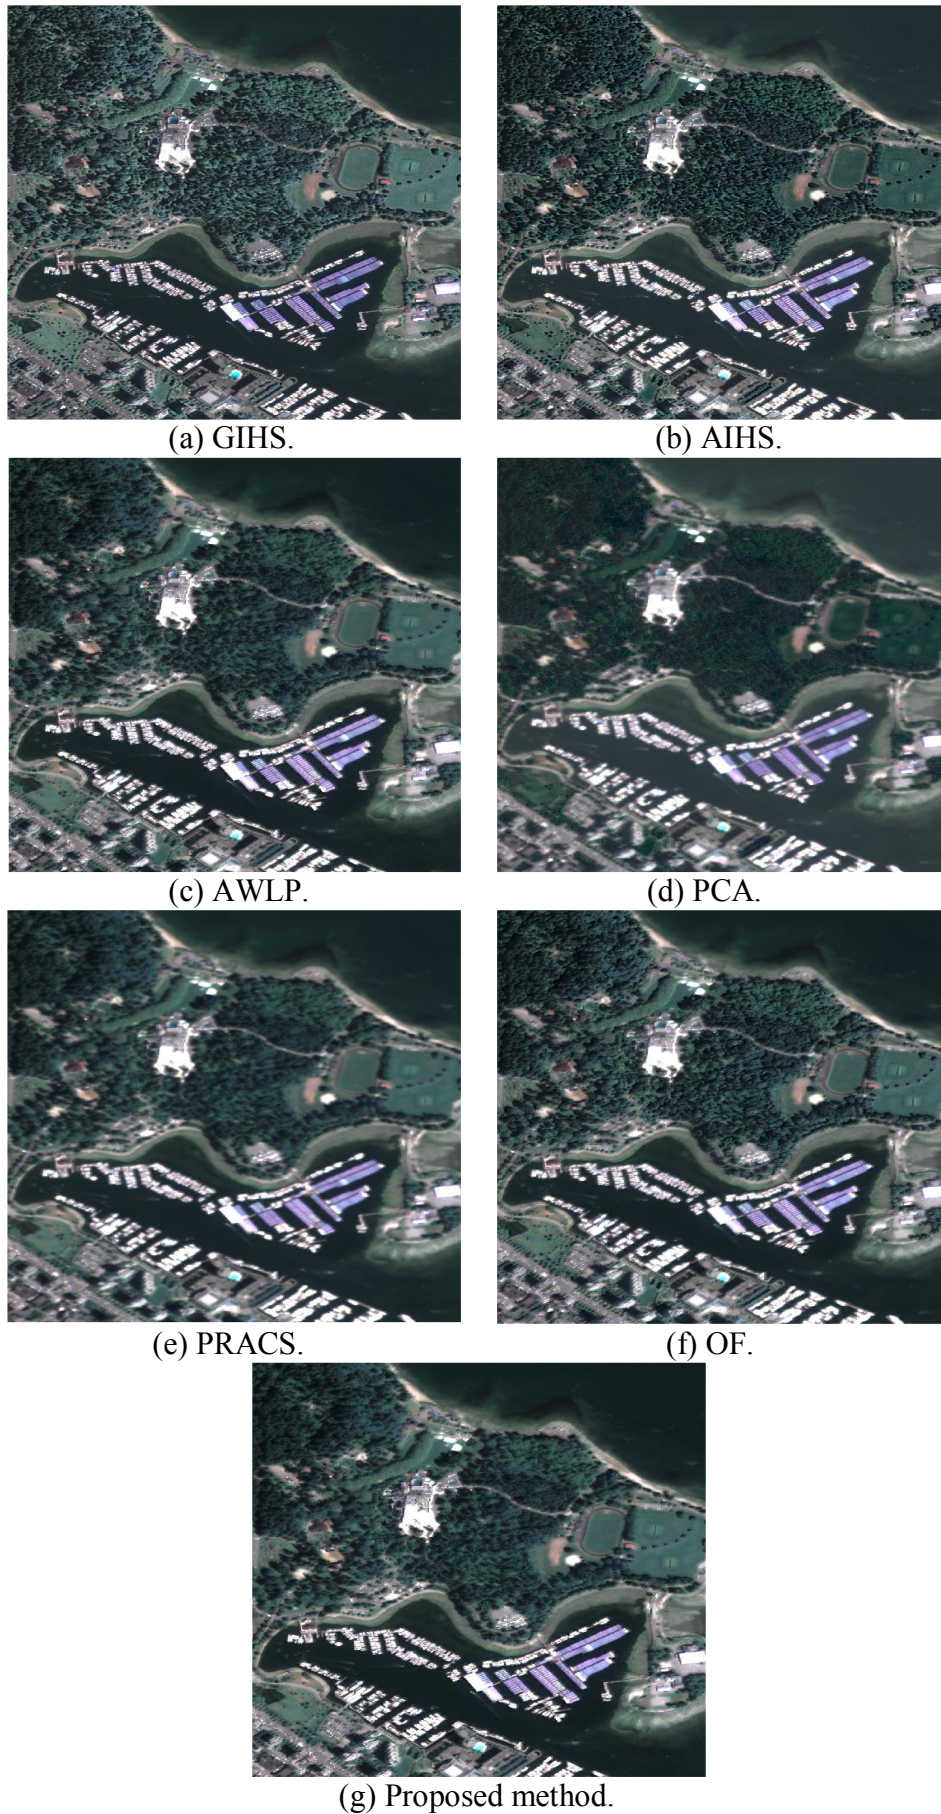 (a) GIHS.
(b) AIHS.
(c) AWLP.
(d) PCA.
(e) PRACS.
(f) OF.
(g) Proposed method.